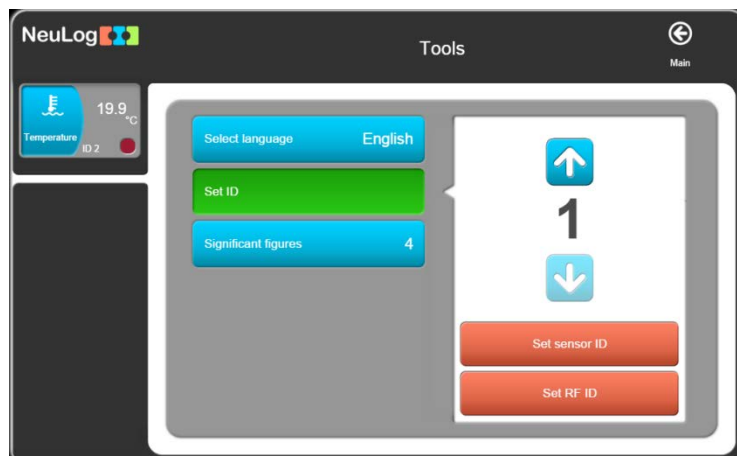 NeuLog
Tools
Main
19.9 °C
Temperature
ID 2
Select language English
Set ID
Significant figures 4
1
Set sensor ID
Set RF ID